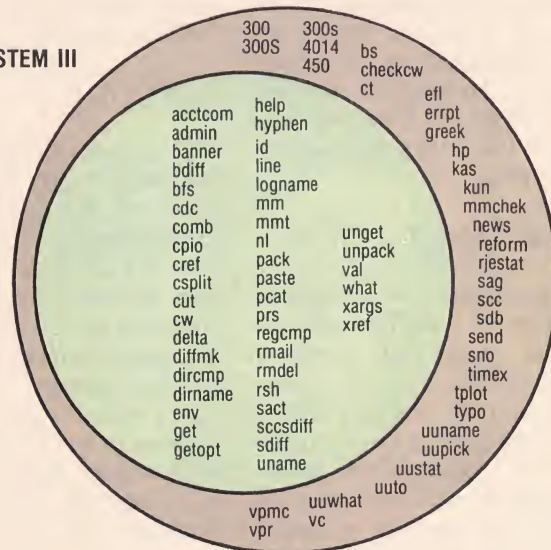 STEM III
300 300s
300S 4014
450
bs
checkcw
ct
efl
errpt
greek
hp
kas
kun
mmchek
news
reform
rjestat
sag
scc
sdb
send
sno
timex
tplot
typo
uuname
uupick
uustat
uuto
uuwhat
vc
vpmc
vpr
acctcom
admin
banner
bdiff
bfs
cdc
comb
cpio
cref
csplit
cut
cw
delta
diffmk
dircmp
dirname
env
get
getopt
help
hyphen
id
line
logname
mm
mmt
nl
pack
paste
pcat
prs
regcmp
rmail
rmdel
rsh
sact
sccsdiff
sdiff
uname
unget
unpack
val
what
xargs
xref